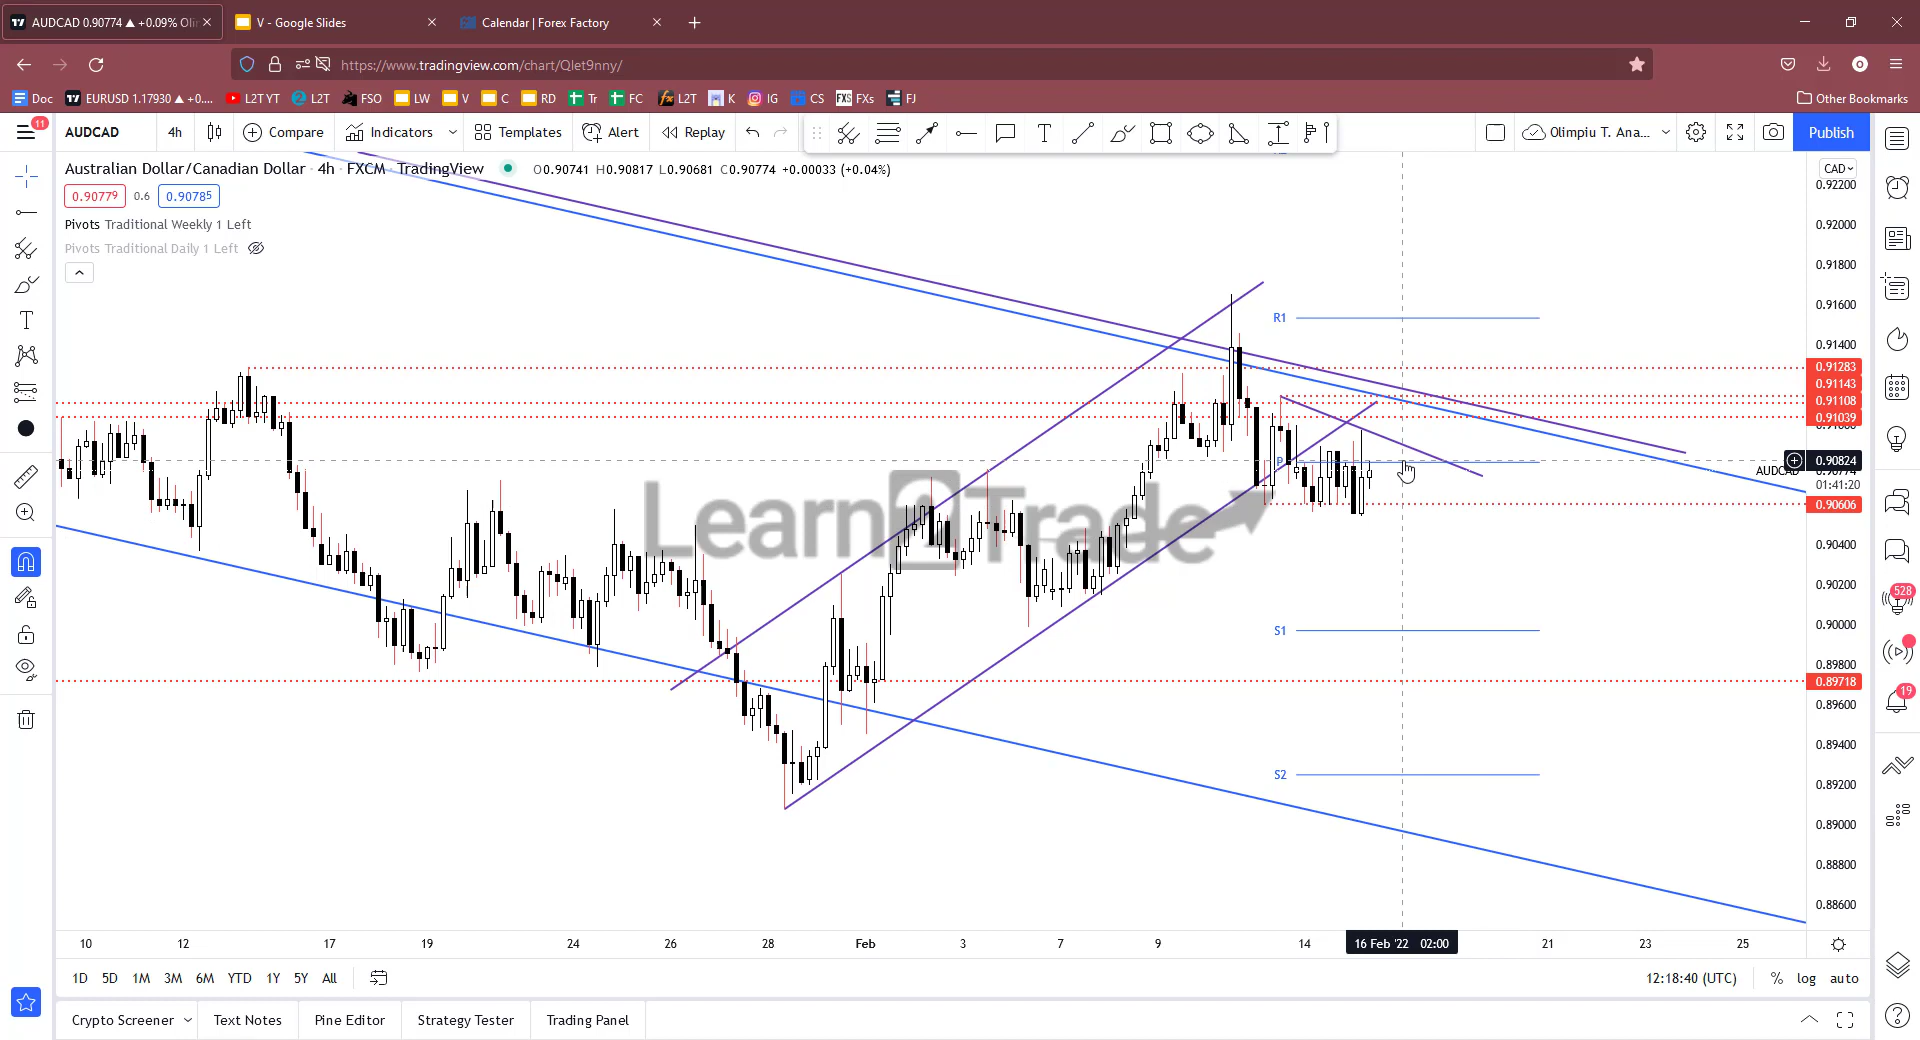 AUDCAD 0.90774 ▲ +0.09% Oli
V - Google Slides
Calendar | Forex Factory
https://www.tradingview.com/chart/Qlet9nny/
Doc
EURUSD 1.17930 ▲ +0....
L2T YT
L2T
FSO
LW
V
C
RD
Tr
FC
L2T
K
IG
CS
FXs
FJ
Other Bookmarks
11
AUDCAD
4h
Compare
Indicators
Templates
Alert
Replay
Olimpiu T. Ana...
Publish
Australian Dollar/Canadian Dollar · 4h · FXCM · TradingView
O0.90741 H0.90817 L0.90681 C0.90774 +0.00033 (+0.04%)
0.90779 0.6 0.90785
Pivots Traditional Weekly 1 Left
Pivots Traditional Daily 1 Left
CAD
0.92200
0.92000
0.91800
0.91600
0.91400
0.91283
0.91143
0.91108
0.91039
0.90824
AUDCAD
01:41:20
0.90606
0.90400
0.90200
0.90000
0.89800
0.89718
0.89600
0.89400
0.89200
0.89000
0.88800
0.88600
R1
P
S1
S2
Learn2Trade
528
19
10 12 17 19 24 26 28 Feb 3 7 9 14 16 Feb '22 02:00 21 23 25
1D 5D 1M 3M 6M YTD 1Y 5Y All
12:18:40 (UTC) % log auto
Crypto Screener Text Notes Pine Editor Strategy Tester Trading Panel